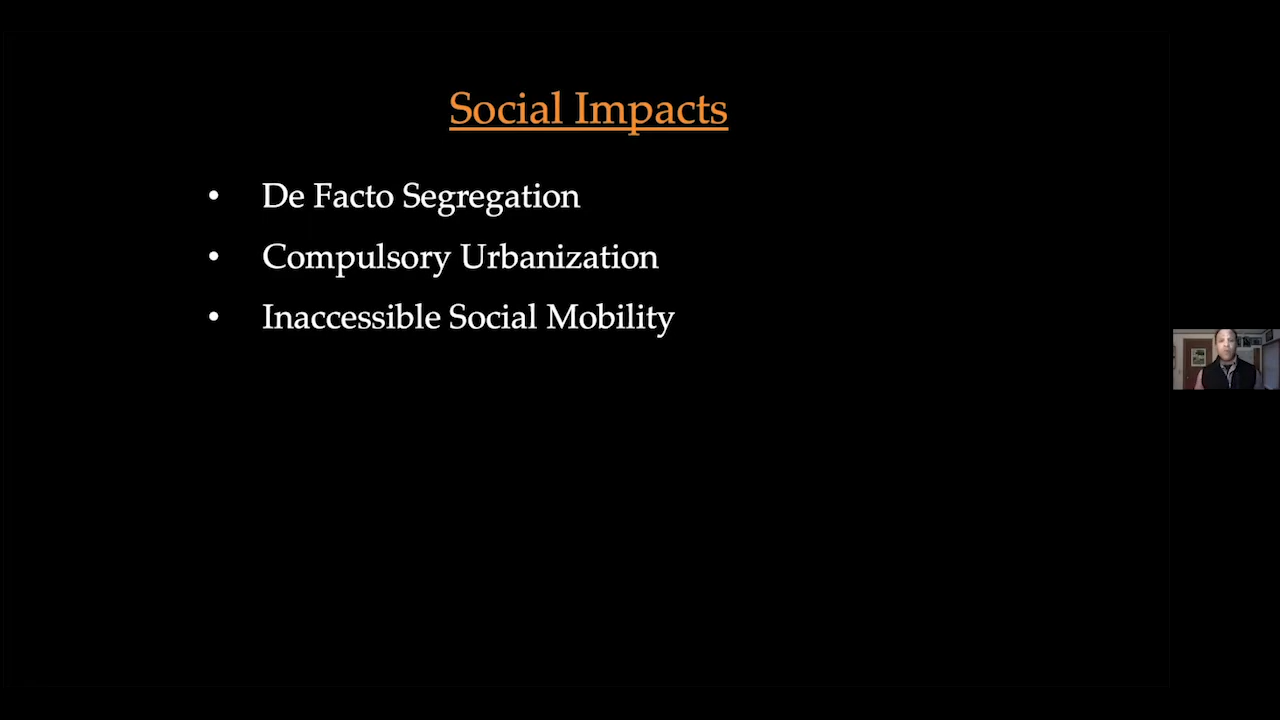 Social Impacts
• De Facto Segregation
• Compulsory Urbanization
• Inaccessible Social Mobility